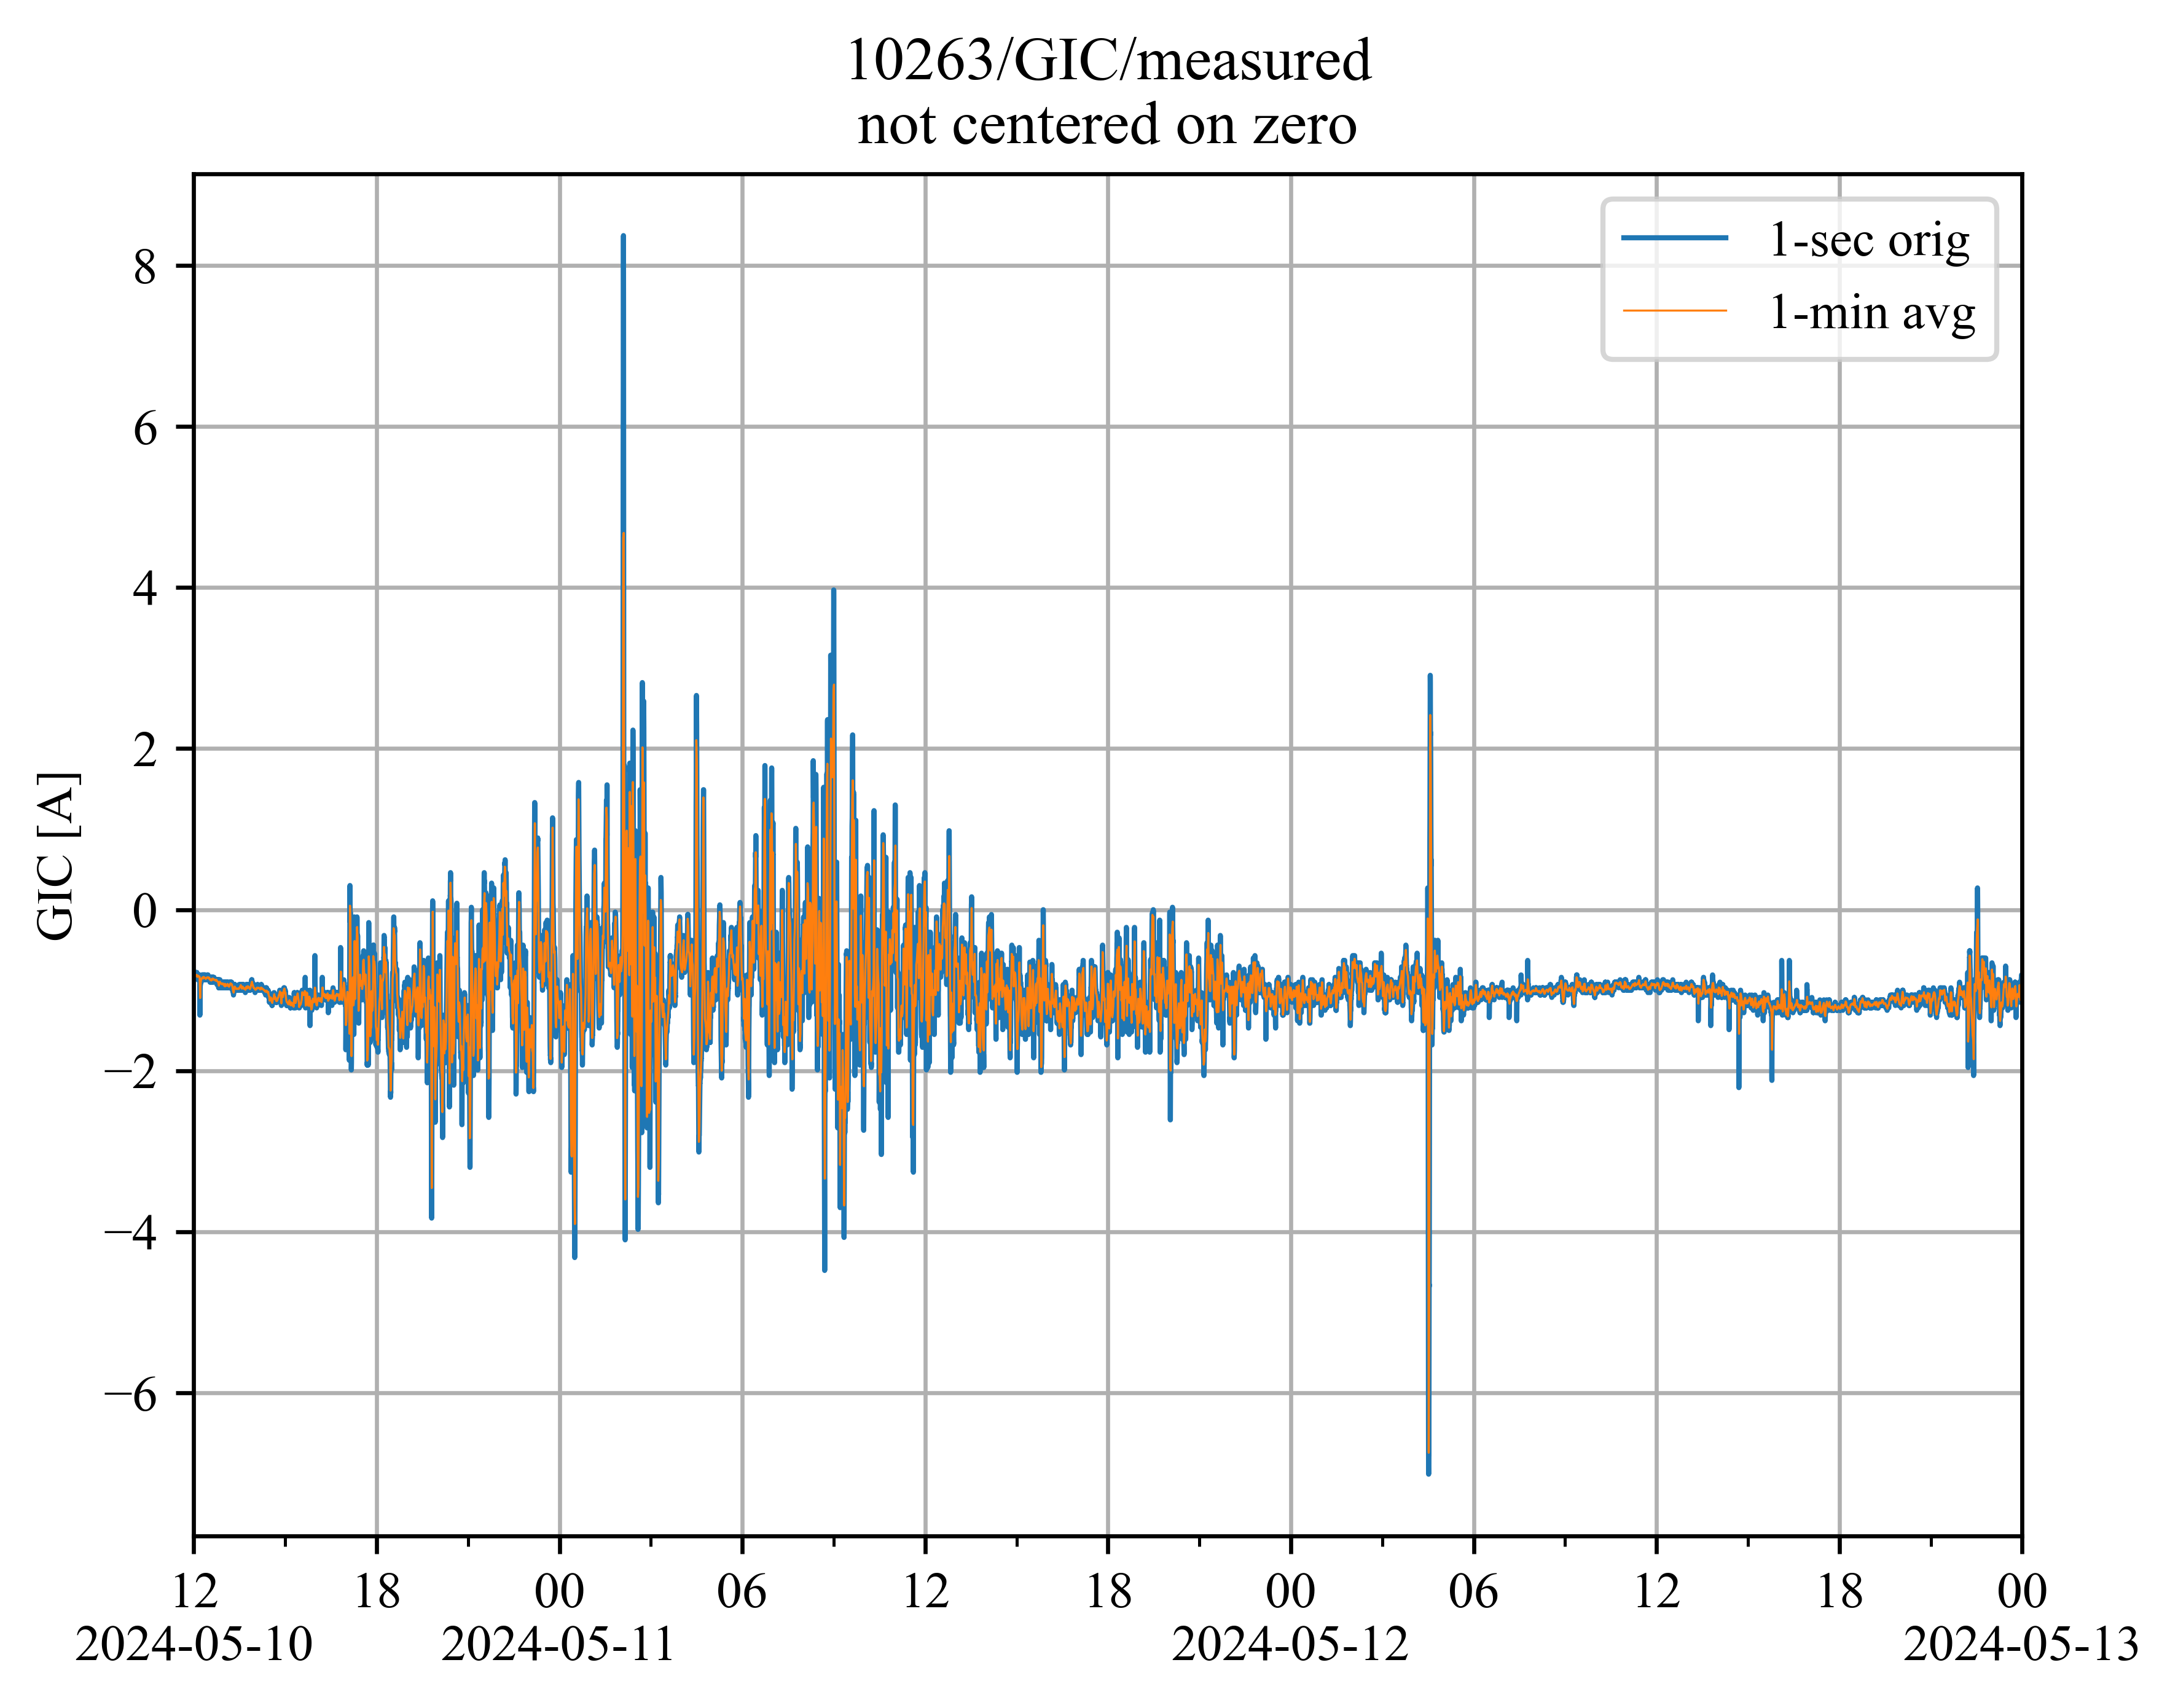 10263/GIC/measured
not centered on zero
1-sec orig
1-min avg
GIC [A]
8
6
4
2
0
−2
−4
−6
12 18 00 06 12 18 00 06 12 18 00
2024-05-10 2024-05-11 2024-05-12 2024-05-13